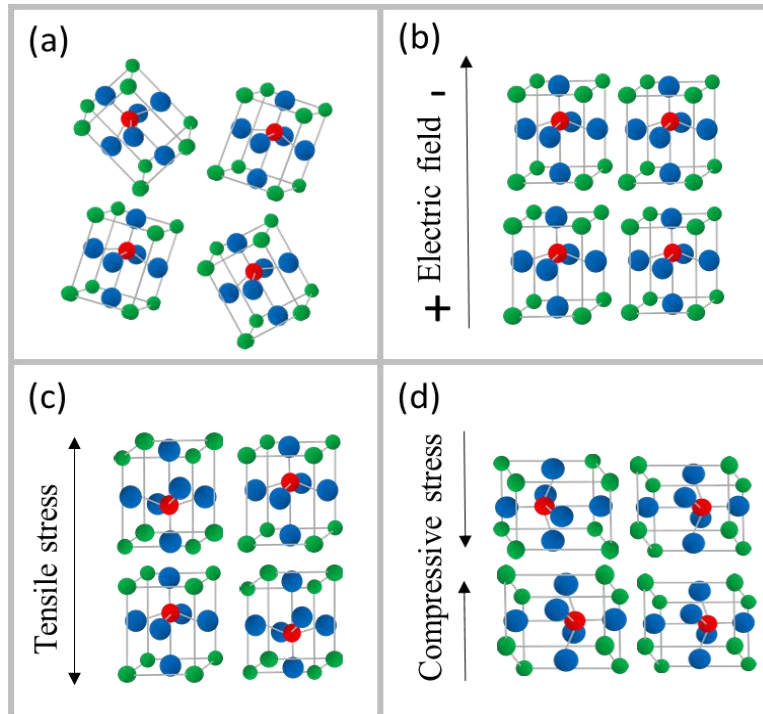 (a)
(b)
+ Electric field -
(c)
Tensile stress
(d)
Compressive stress